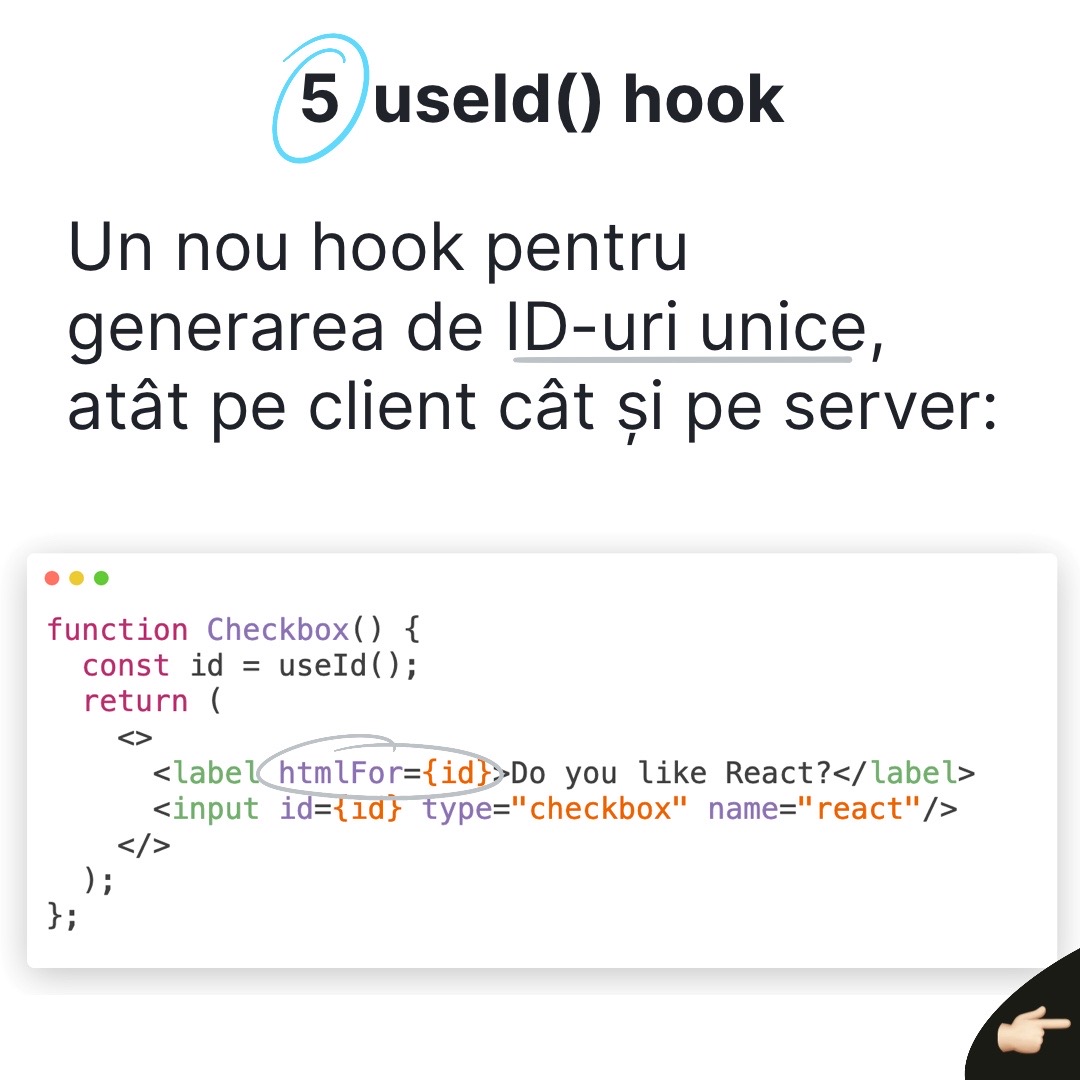 5 useId() hook
Un nou hook pentru
generarea de ID-uri unice,
atât pe client cât și pe server:
function Checkbox() {
  const id = useId();
  return (
    <>
      <label htmlFor={id}>Do you like React?</label>
      <input id={id} type="checkbox" name="react"/>
    </>
  );
};